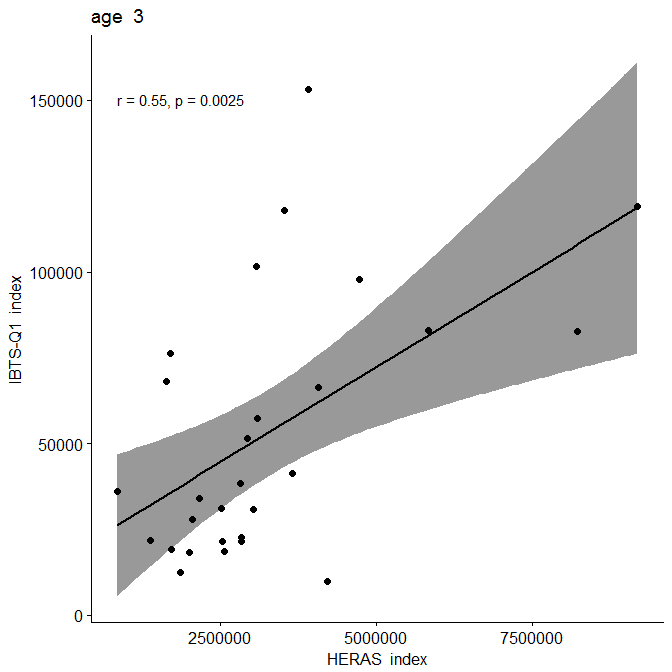 age 3
r = 0.55, p = 0.0025
IBTS-Q1 index
150000
100000
50000
0
2500000
5000000
7500000
HERAS index